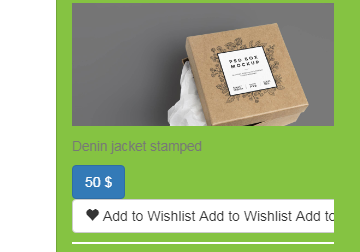 PSD BOX
MOCKUP
Denin jacket stamped
50 $
Add to Wishlist Add to Wishlist Add to